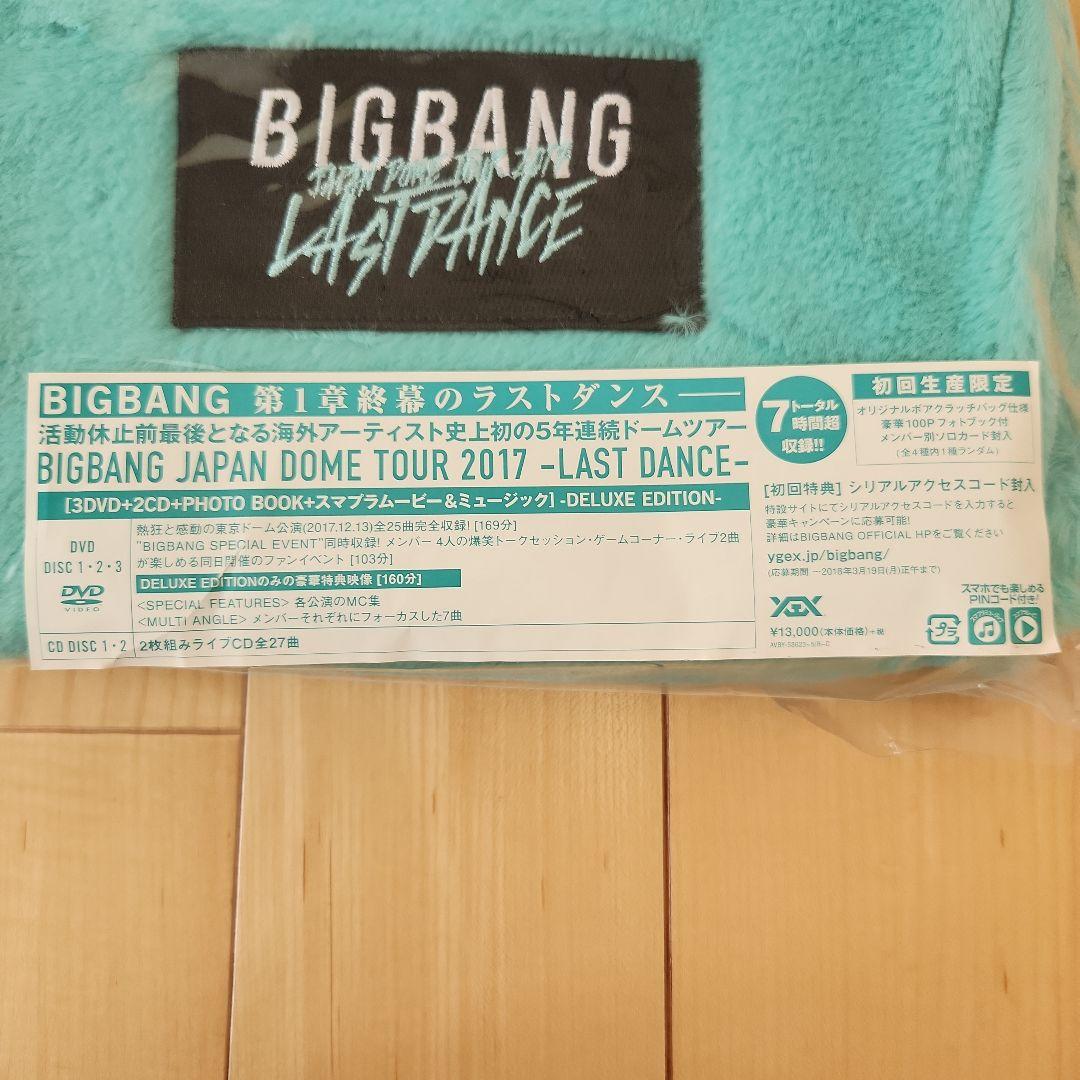 BIGBANG
JAPAN DOME TOUR 2017
LAST DANCE
BIGBANG 第1章終幕のラストダンス――
活動休止前最後となる海外アーティスト史上初の5年連続ドームツアー
BIGBANG JAPAN DOME TOUR 2017 -LAST DANCE-
[3DVD+2CD+PHOTO BOOK+スマプラムービー&ミュージック] -DELUXE EDITION-
DVD
DISC 1・2・3
DVD
VIDEO
熱狂と感動の東京ドーム公演(2017.12.13)全25曲完全収録! [169分]
"BIGBANG SPECIAL EVENT"同時収録! メンバー 4人の爆笑トークセッション・ゲームコーナー・ライブ2曲
が楽しめる同日開催のファンイベント [103分]
DELUXE EDITIONのみの豪華特典映像 [160分]
<SPECIAL FEATURES> 各公演のMC集
<MULTI ANGLE> メンバーそれぞれにフォーカスした7曲
CD DISC 1・2
2枚組みライブCD全27曲
トータル
7時間超
収録!!
初回生産限定
オリジナルボアクラッチバッグ仕様
豪華100P フォトブック付
メンバー別ソロカード封入
(全4種内1種ランダム)
[初回特典] シリアルアクセスコード封入
特設サイトにてシリアルアクセスコードを入力すると
豪華キャンペーンに応募可能!
詳細はBIGBANG OFFICIAL HPをご覧ください
ygex.jp/bigbang/
(応募期間 ～2018年3月19日(月)正午まで)
YGEX
¥13,000(本体価格)+税
スマホでも楽しめる
PINコード付き!
プラ